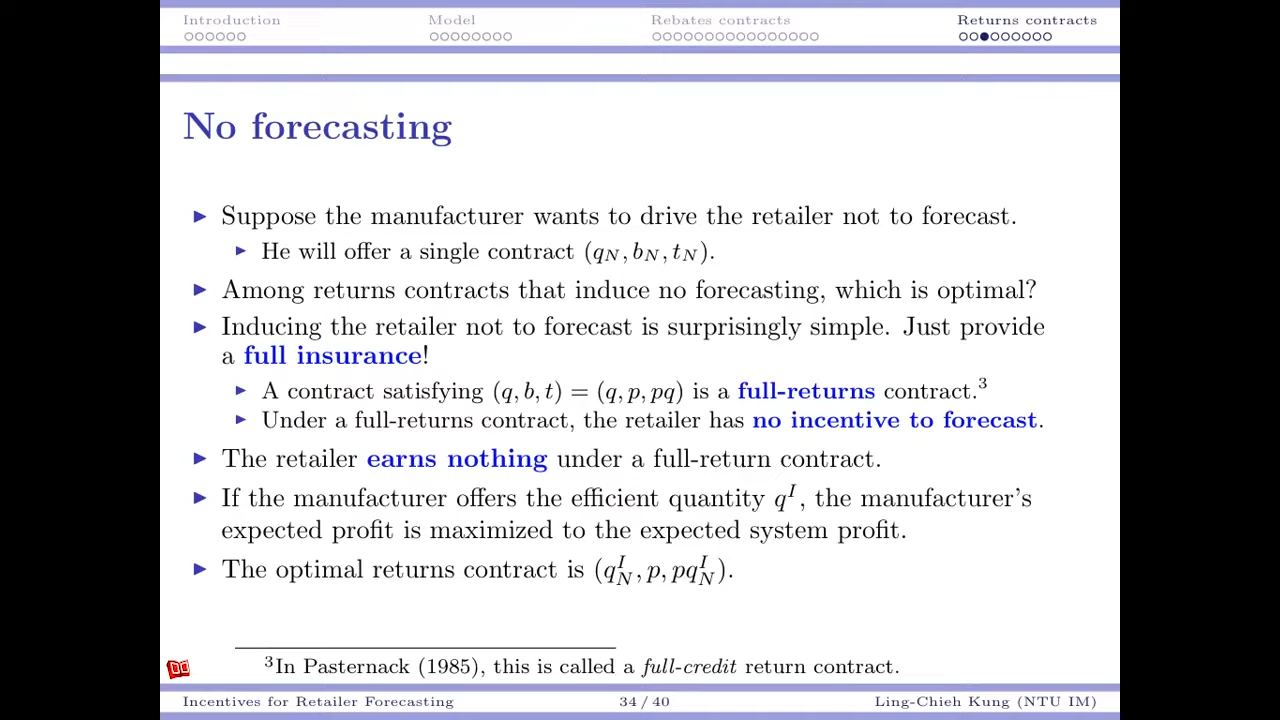 Introduction Model Rebates contracts Returns contracts
No forecasting
Suppose the manufacturer wants to drive the retailer not to forecast.
He will offer a single contract (q_N, b_N, t_N).
Among returns contracts that induce no forecasting, which is optimal?
Inducing the retailer not to forecast is surprisingly simple. Just provide
a full insurance!
A contract satisfying (q, b, t) = (q, p, pq) is a full-returns contract.³
Under a full-returns contract, the retailer has no incentive to forecast.
The retailer earns nothing under a full-return contract.
If the manufacturer offers the efficient quantity q^I, the manufacturer's
expected profit is maximized to the expected system profit.
The optimal returns contract is (q_N^I, p, pq_N^I).
³In Pasternack (1985), this is called a full-credit return contract.
Incentives for Retailer Forecasting 34 / 40 Ling-Chieh Kung (NTU IM)